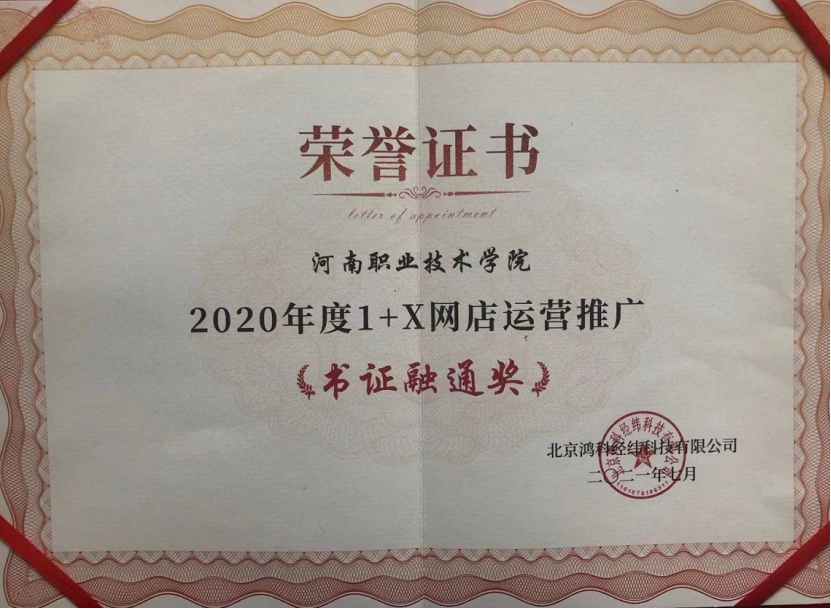 荣誉证书
letter of appointment
河南职业技术学院
2020年度1+X网店运营推广
书证融通奖
北京鸿科经纬科技有限公司
二〇二一年七月